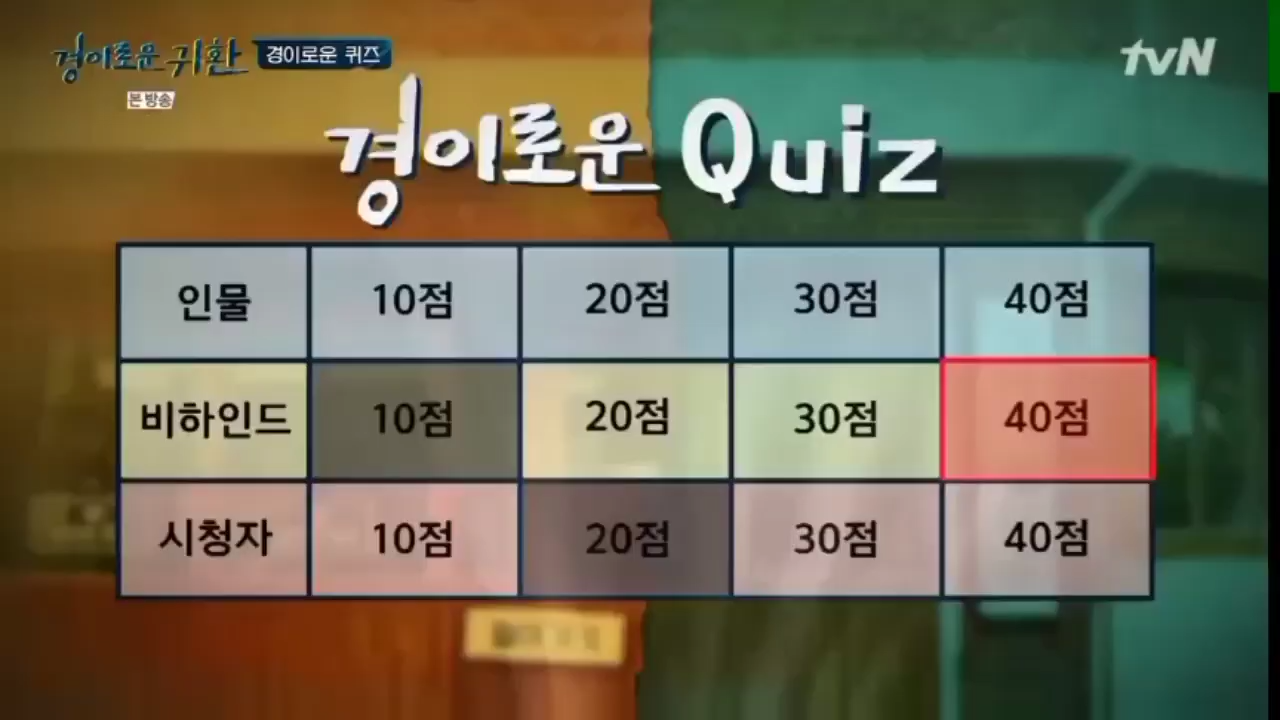 경이로운 귀환 경이로운 퀴즈
tvN
본 방송
경이로운 Quiz
인물 10점 20점 30점 40점
비하인드 10점 20점 30점 40점
시청자 10점 20점 30점 40점